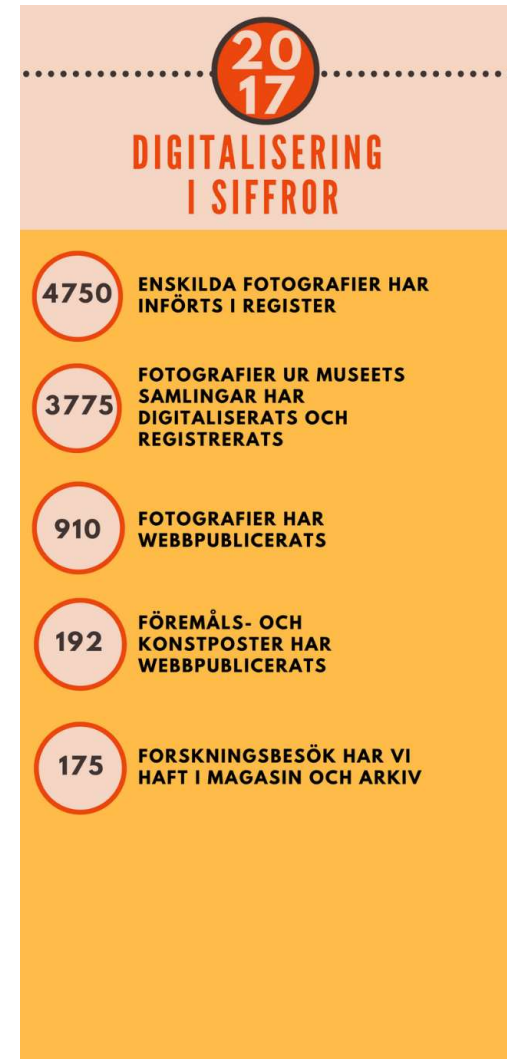 20
17
DIGITALISERING
I SIFFROR
4750
ENSKILDA FOTOGRAFIER HAR
INFÖRTS I REGISTER
3775
FOTOGRAFIER UR MUSEETS
SAMLINGAR HAR
DIGITALISERATS OCH
REGISTRERATS
910
FOTOGRAFIER HAR
WEBBPUBLICERATS
192
FÖREMÅLS- OCH
KONSTPOSTER HAR
WEBBPUBLICERATS
175
FORSKNINGSBESÖK HAR VI
HAFT I MAGASIN OCH ARKIV